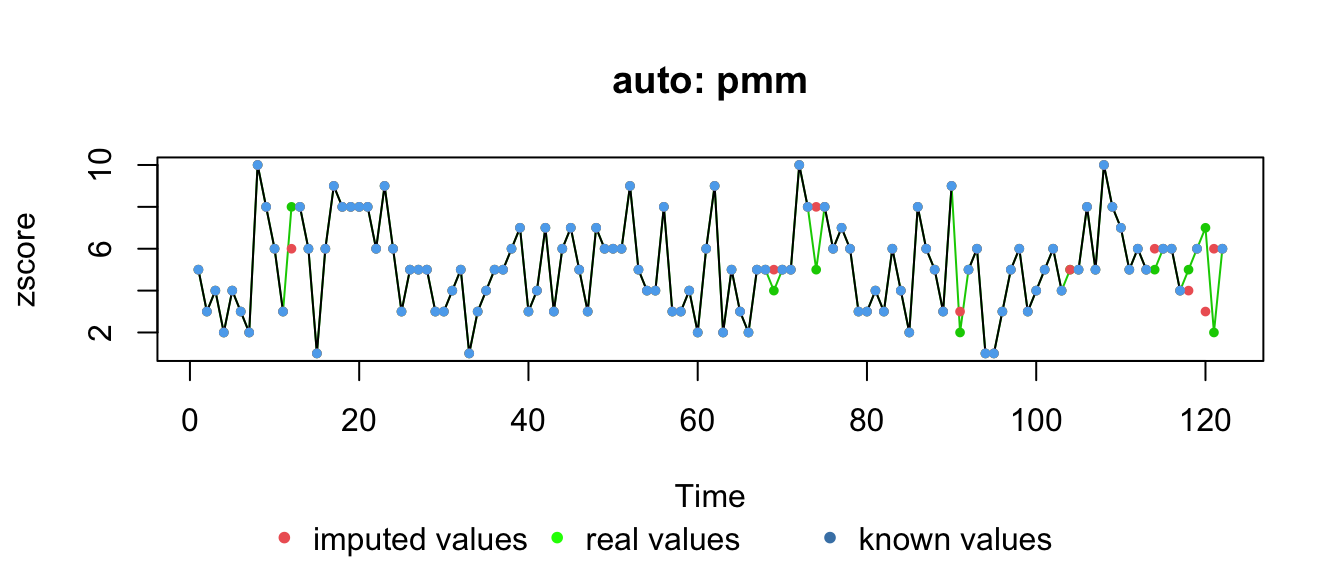 auto: pmm
zscore
10
6
2
0 20 40 60 80 100 120
Time
imputed values real values known values